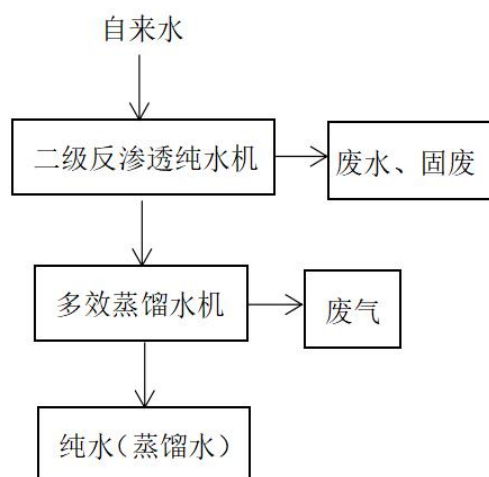 自来水
二级反渗透纯水机
废水、固废
多效蒸馏水机
废气
纯水（蒸馏水）